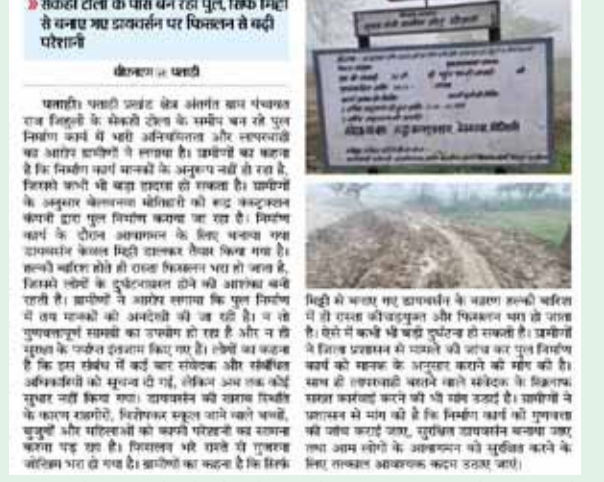 » सेकही टोला के पास बन रहा पुल, सिर्फ मिट्टी
से बनाए गए डायवर्सन पर फिसलन से बढ़ी
परेशानी
पताही
पताही। पताही प्रखंड क्षेत्र अंतर्गत ग्राम पंचायत
राज जिहुली के सेकही टोला के समीप बन रहे पुल
निर्माण कार्य में भारी अनियमितता और लापरवाही
का आरोप ग्रामीणों ने लगाया है। ग्रामीणों का कहना
है कि निर्माण कार्य मानकों के अनुरूप नहीं हो रहा है,
जिससे कभी भी बड़ा हादसा हो सकता है। ग्रामीणों
के अनुसार बेलवनवा मोतिहारी की रूद्र कंस्ट्रक्शन
कंपनी द्वारा पुल निर्माण कराया जा रहा है। निर्माण
कार्य के दौरान आवागमन के लिए बनाया गया
डायवर्सन केवल मिट्टी डालकर तैयार किया गया है।
हल्की बारिश होते ही रास्ता फिसलन भरा हो जाता है,
जिससे लोगों के दुर्घटनाग्रस्त होने की आशंका बनी
रहती है। ग्रामीणों ने आरोप लगाया कि पुल निर्माण
में तय मानकों की अनदेखी की जा रही है। न तो
गुणवत्तापूर्ण सामग्री का उपयोग हो रहा है और न ही
सुरक्षा के पर्याप्त इंतजाम किए गए हैं। लोगों का कहना
है कि इस संबंध में कई बार संवेदक और संबंधित
अधिकारियों को सूचना दी गई, लेकिन अब तक कोई
सुधार नहीं किया गया। डायवर्सन की खराब स्थिति
के कारण राहगीरों, विशेषकर स्कूल जाने वाले बच्चों,
बुजुर्गों और महिलाओं को काफी परेशानी का सामना
करना पड़ रहा है। फिसलन भरे रास्ते से गुजरना
जोखिम भरा हो गया है। ग्रामीणों का कहना है कि सिर्फ
मिट्टी से बनाए गए डायवर्सन के कारण हल्की बारिश
में ही रास्ता कीचड़युक्त और फिसलन भरा हो जाता
है। ऐसे में कभी भी बड़ी दुर्घटना हो सकती है। ग्रामीणों
ने जिला प्रशासन से मामले की जांच कर पुल निर्माण
कार्य को मानक के अनुसार कराने की मांग की है।
साथ ही लापरवाही बरतने वाले संवेदक के खिलाफ
सख्त कार्रवाई करने की भी मांग उठाई है। ग्रामीणों ने
प्रशासन से मांग की है कि निर्माण कार्य की गुणवत्ता
की जांच कराई जाए, सुरक्षित डायवर्सन बनाया जाए
तथा आम लोगों के आवागमन को सुरक्षित करने के
लिए तत्काल आवश्यक कदम उठाए जाएं।